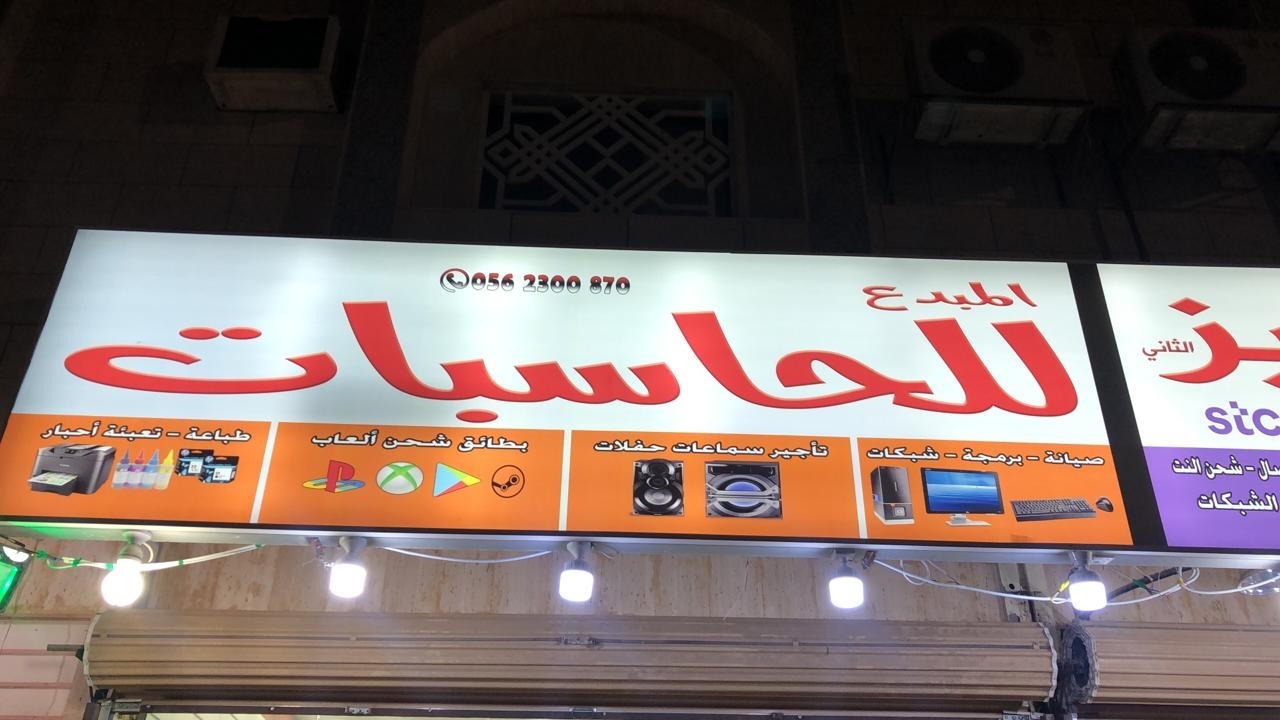 056 2300 870
المبدع
للحاسبات
صيانة - برمجة - شبكات
تأجير سماعات حفلات
بطائق شحن ألعاب
طباعة - تعبئة أحبار
الثاني
stc
شحن النت
الشبكات